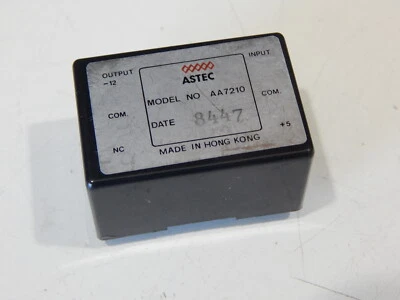 OUTPUT
-12
COM.
NC
ASTEC
MODEL NO AA7210
DATE 8447
MADE IN HONG KONG
INPUT
COM.
+5